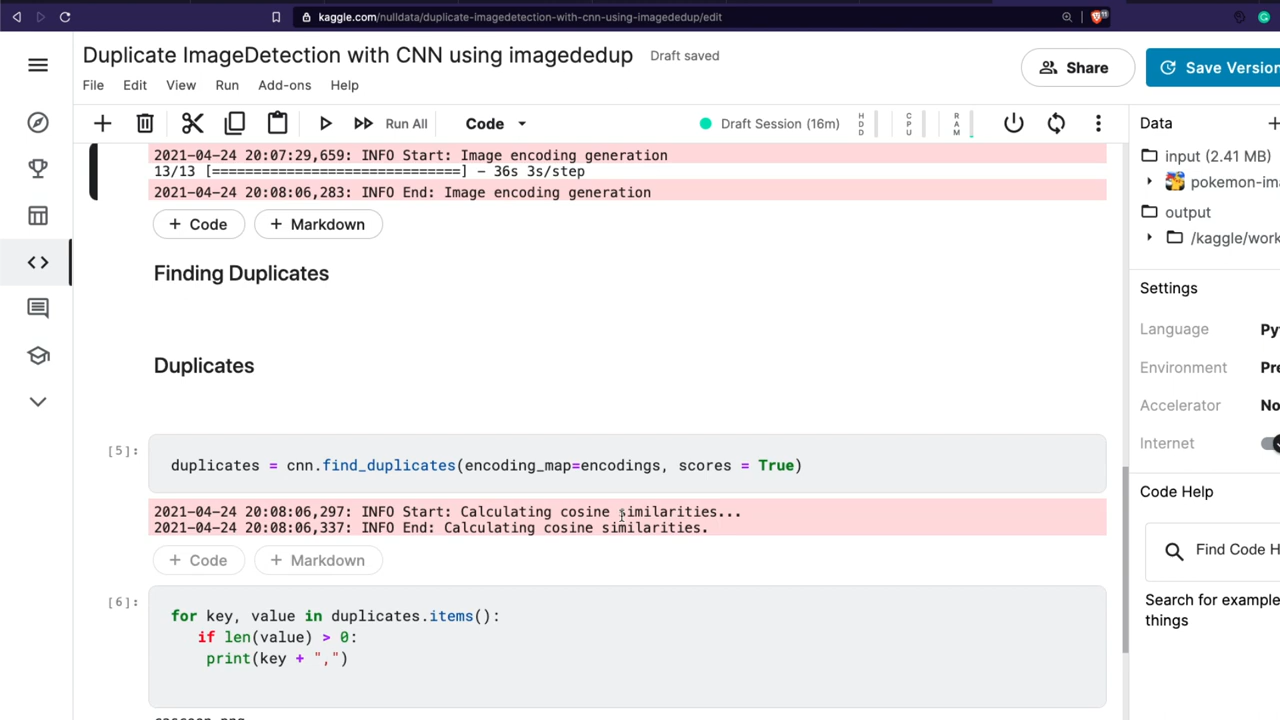 kaggle.com/nulldata/duplicate-imagedetection-with-cnn-using-imagededup/edit
Duplicate ImageDetection with CNN using imagededup
Draft saved
Share
Save Version
File Edit View Run Add-ons Help
Run All
Code
Draft Session (16m)
HDD
CPU
RAM
2021-04-24 20:07:29,659: INFO Start: Image encoding generation
13/13 [==============================] - 36s 3s/step
2021-04-24 20:08:06,283: INFO End: Image encoding generation
+ Code
+ Markdown
Finding Duplicates
Duplicates
[5]:
duplicates = cnn.find_duplicates(encoding_map=encodings, scores = True)
2021-04-24 20:08:06,297: INFO Start: Calculating cosine similarities...
2021-04-24 20:08:06,337: INFO End: Calculating cosine similarities.
+ Code
+ Markdown
[6]:
for key, value in duplicates.items():
if len(value) > 0:
print(key + ",")
Data
input (2.41 MB)
pokemon-im
output
/kaggle/work
Settings
Language
Py
Environment
Pre
Accelerator
No
Internet
Code Help
Find Code H
Search for example
things